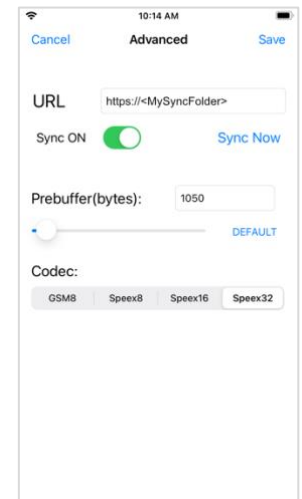 10:14 AM
Cancel Advanced Save
URL https://<MySyncFolder>
Sync ON Sync Now
Prebuffer(bytes): 1050
DEFAULT
Codec:
GSM8 Speex8 Speex16 Speex32